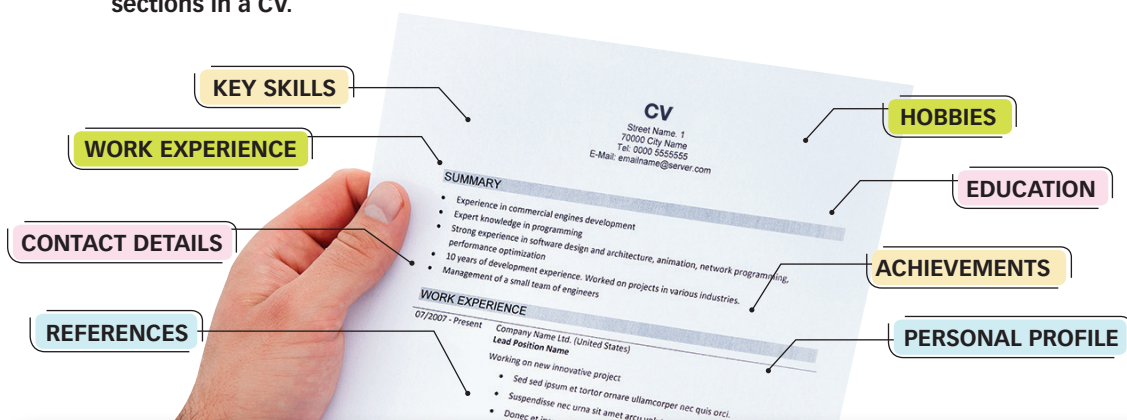 sections in a CV.
KEY SKILLS
WORK EXPERIENCE
CONTACT DETAILS
REFERENCES
HOBBIES
EDUCATION
ACHIEVEMENTS
PERSONAL PROFILE
CV
Street Name. 1
70000 City Name
Tel: 0000 5555555
E-Mail: emailname@server.com
SUMMARY
• Experience in commercial engines development
• Expert knowledge in programming
• Strong experience in software design and architecture, animation, network programming,
performance optimization
• 10 years of development experience. Worked on projects in various industries.
• Management of a small team of engineers
WORK EXPERIENCE
07/2007 - Present Company Name Ltd. (United States)
Lead Position Name
Working on new innovative project
• Sed sed ipsum et tortor ornare ullamcorper nec quis orci.
• Suspendisse nec urna sit amet arcu
• Donec et